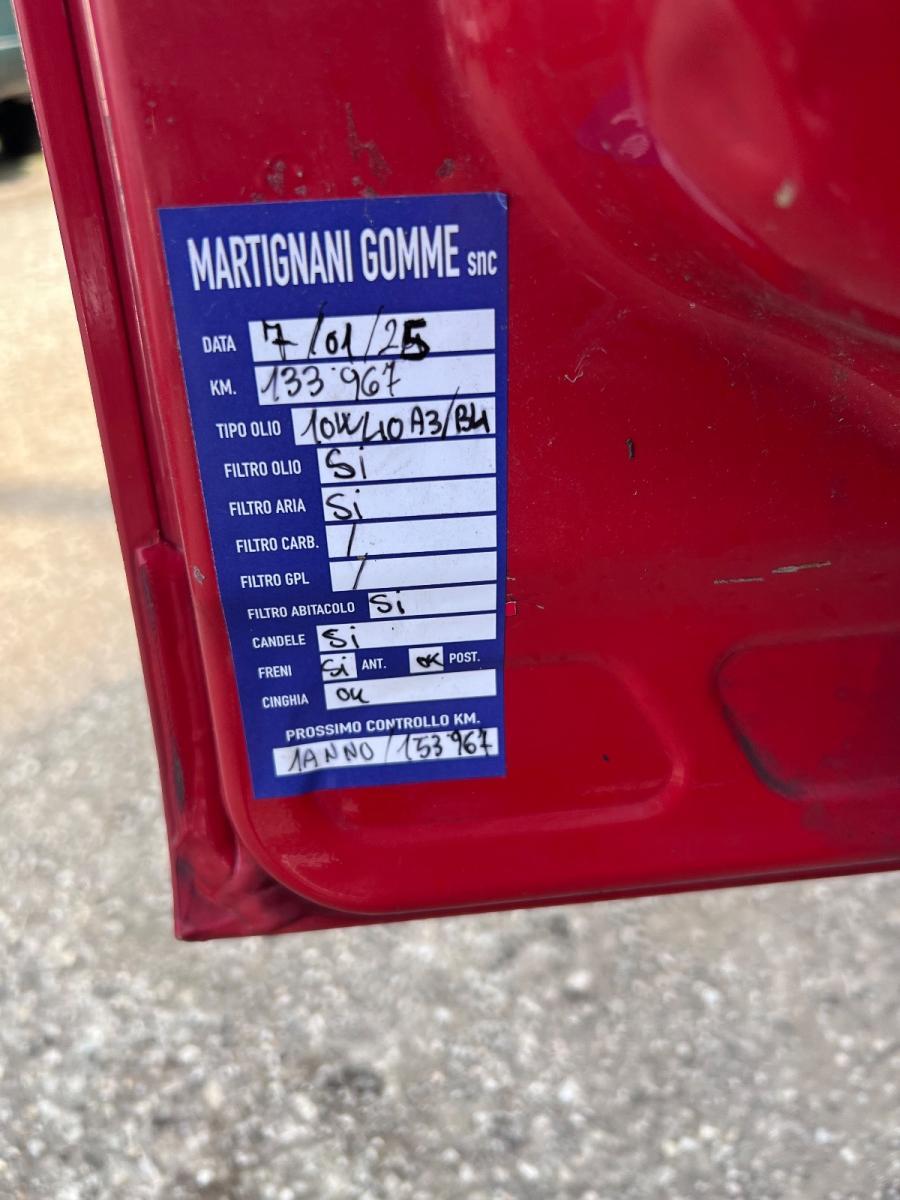 MARTIGNANI GOMME snc
DATA 7/01/25
KM. 133'967
TIPO OLIO 10W/40 A3/B4
FILTRO OLIO Si
FILTRO ARIA Si
FILTRO CARB. /
FILTRO GPL /
FILTRO ABITACOLO Si
CANDELE Si
FRENI Si ANT. OK POST.
CINGHIA OK
PROSSIMO CONTROLLO KM.
1ANNO/153'967